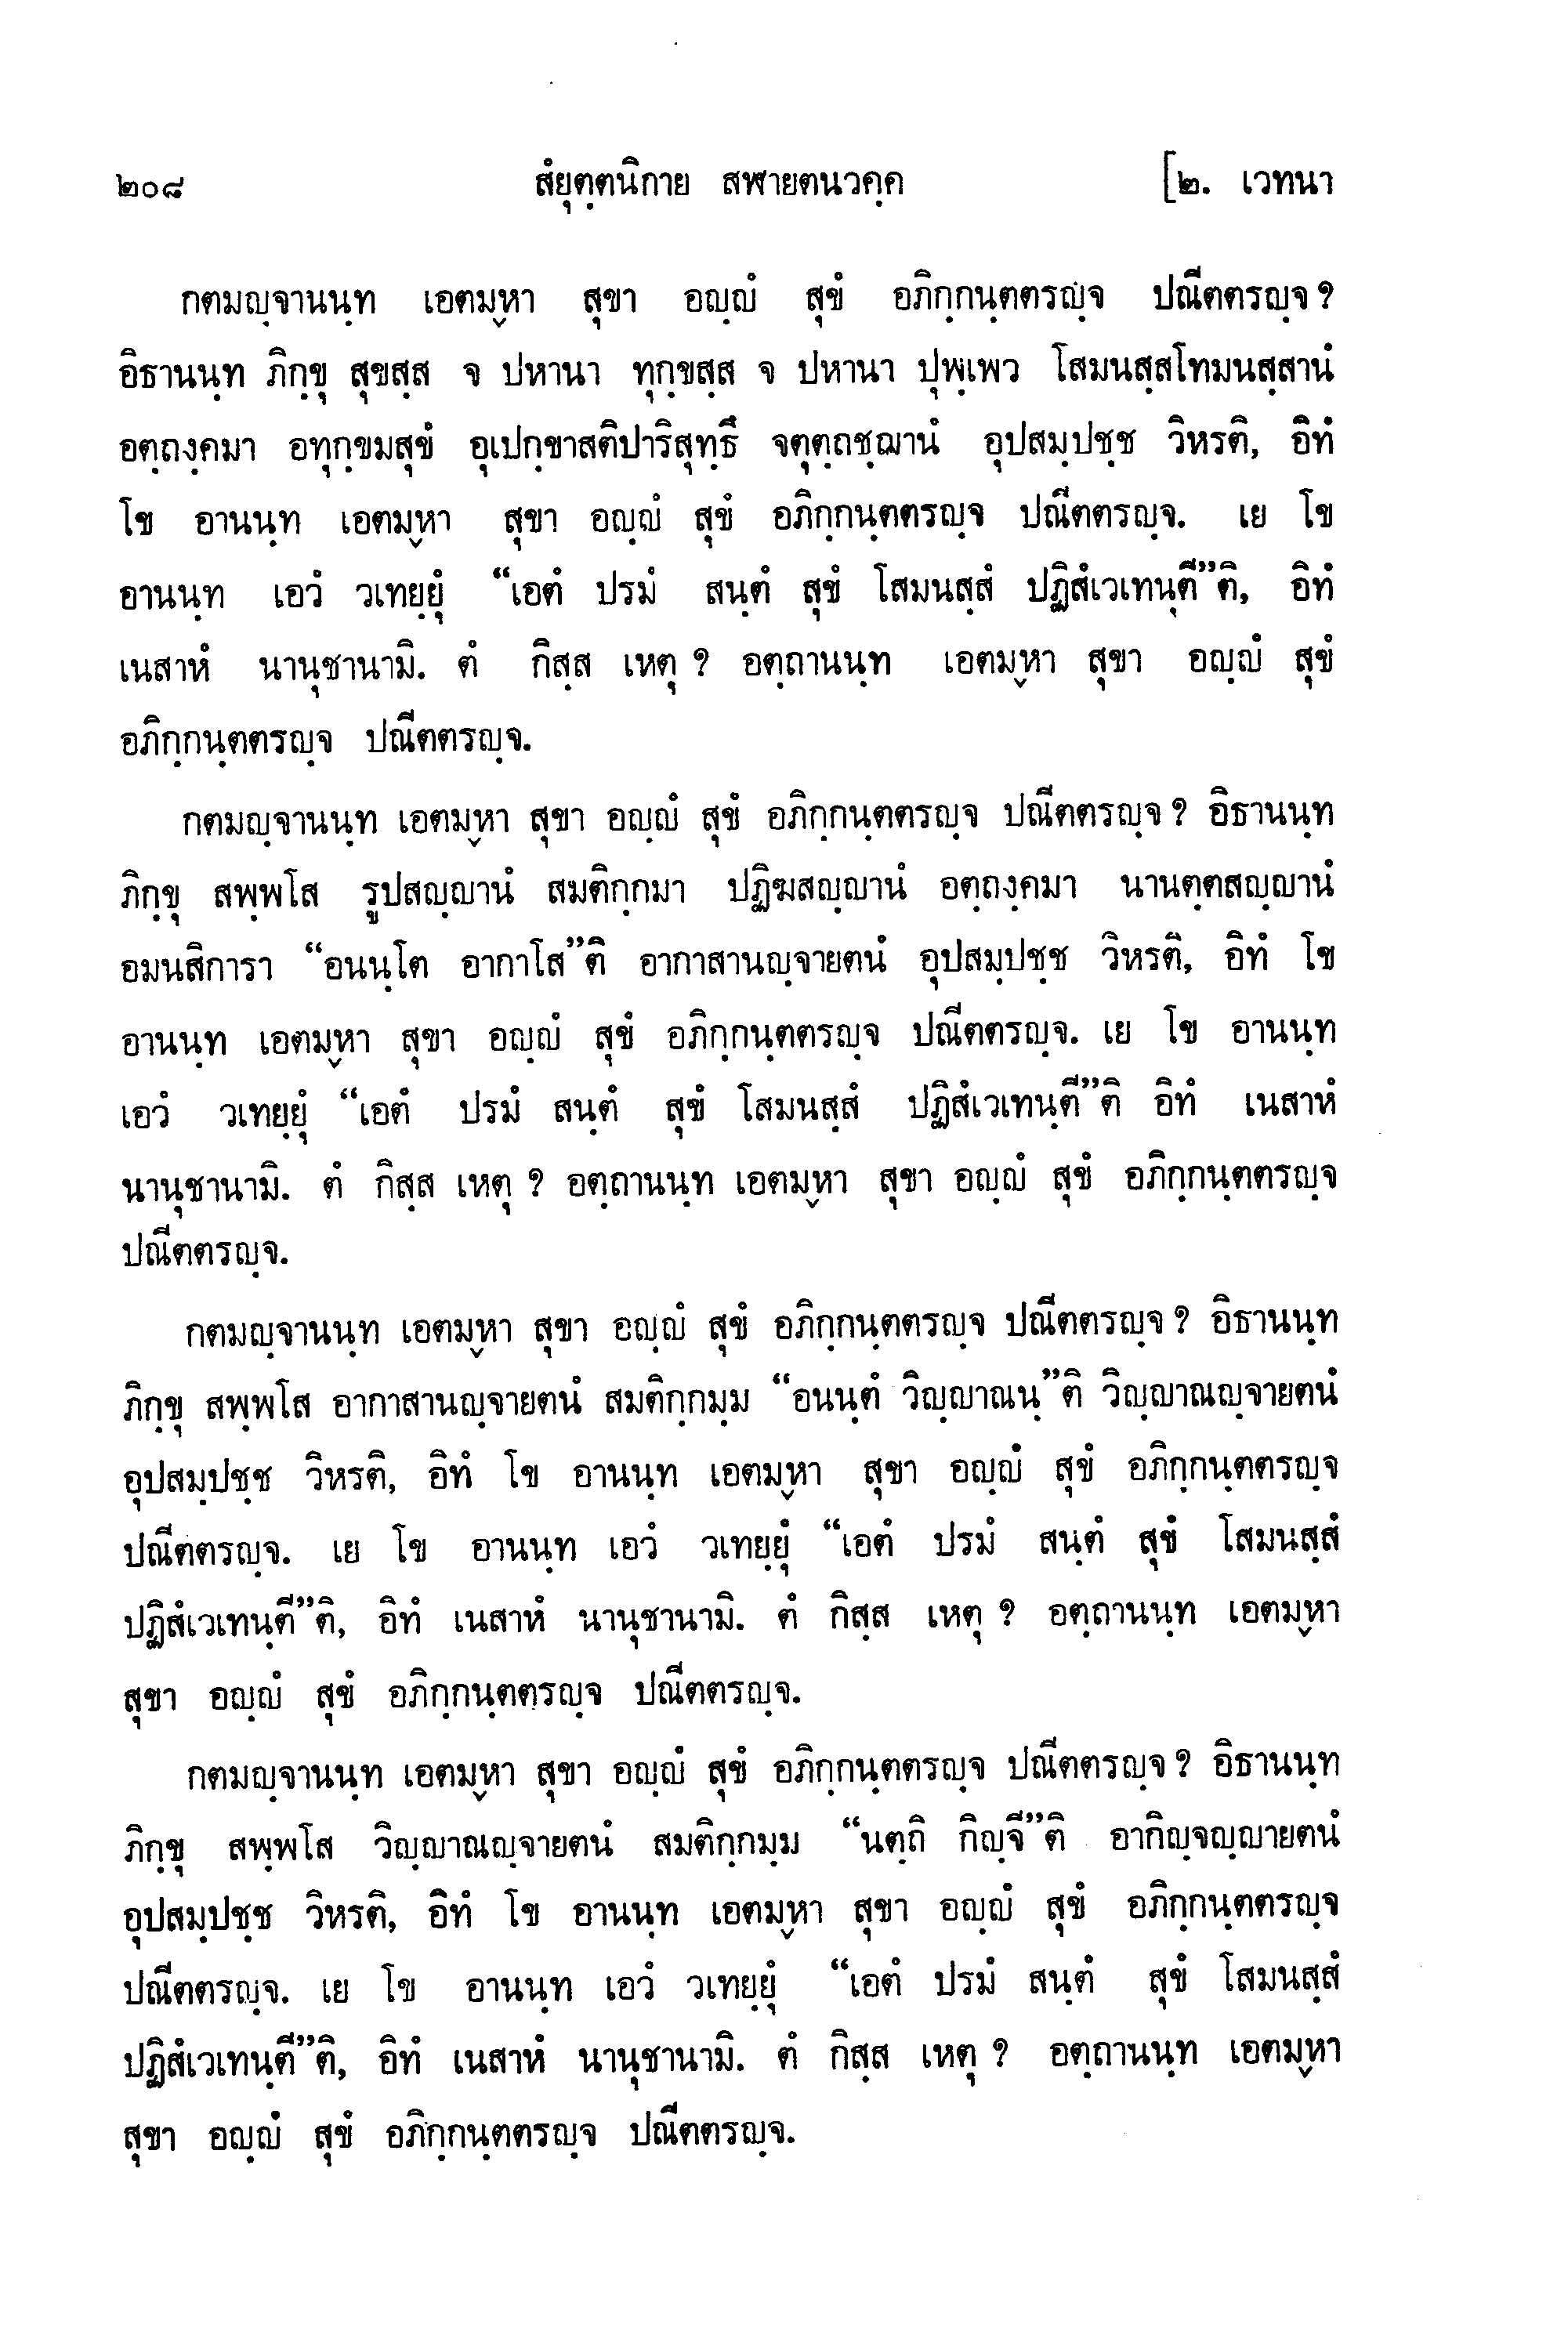 ๒๐๘ สํยุตฺตนิกาย สฬายตนวคฺค [๒. เวทนา
กตมญฺจานนฺท เอตมฺหา สุขา อญฺญํ สุขํ อภิกฺกนฺตตรญฺจ ปณีตตรญฺจ ?
อิธานนฺท ภิกฺขุ สุขสฺส จ ปหานา ทุกฺขสฺส จ ปหานา ปุพฺเพว โสมนสฺสโทมนสฺสานํ
อตฺถงฺคมา อทุกฺขมสุขํ อุเปกฺขาสติปาริสุทฺธึ จตุตฺถชฺฌานํ อุปสมฺปชฺช วิหรติ, อิทํ
โข อานนฺท เอตมฺหา สุขา อญฺญํ สุขํ อภิกฺกนฺตตรญฺจ ปณีตตรญฺจ. เย โข
อานนฺท เอวํ วเทยฺยุํ “เอตํ ปรมํ สนฺตํ สุขํ โสมนสฺสํ ปฏิสํเวเทนฺุตี”ติ, อิทํ
เนสาหํ นานุชานามิ. ตํ กิสฺส เหตุ ? อตฺถานนฺท เอตมฺหา สุขา อญฺญํ สุขํ
อภิกฺกนฺตตรญฺจ ปณีตตรญฺจ.
กตมญฺจานนฺท เอตมฺหา สุขา อญฺญํ สุขํ อภิกฺกนฺตตรญฺจ ปณีตตรญฺจ ? อิธานนฺท
ภิกฺขุ สพฺพโส รูปสญฺญานํ สมติกฺกมา ปฏิฆสญฺญานํ อตฺถงฺคมา นานตฺตสญฺญานํ
อมนสิการา “อนนฺโต อากาโส”ติ อากาสานญฺจายตนํ อุปสมฺปชฺช วิหรติ, อิทํ โข
อานนฺท เอตมฺหา สุขา อญฺญํ สุขํ อภิกฺกนฺตตรญฺจ ปณีตตรญฺจ. เย โข อานนฺท
เอวํ วเทยฺยุํ “เอตํ ปรมํ สนฺตํ สุขํ โสมนสฺสํ ปฏิสํเวเทนฺตี”ติ อิทํ เนสาหํ
นานุชานามิ. ตํ กิสฺส เหตุ ? อตฺถานนฺท เอตมฺหา สุขา อญฺญํ สุขํ อภิกฺกนฺตตรญฺจ
ปณีตตรญฺจ.
กตมญฺจานนฺท เอตมฺหา สุขา อญฺญํ สุขํ อภิกฺกนฺตตรญฺจ ปณีตตรญฺจ ? อิธานนฺท
ภิกฺขุ สพฺพโส อากาสานญฺจายตนํ สมติกฺกมฺม “อนนฺตํ วิญฺญาณนฺ”ติ วิญฺญาณญฺจายตนํ
อุปสมฺปชฺช วิหรติ, อิทํ โข อานนฺท เอตมฺหา สุขา อญฺญํ สุขํ อภิกฺกนฺตตรญฺจ
ปณีตตรญฺจ. เย โข อานนฺท เอวํ วเทยฺยุํ “เอตํ ปรมํ สนฺตํ สุขํ โสมนสฺสํ
ปฏิสํเวเทนฺตี”ติ, อิทํ เนสาหํ นานุชานามิ. ตํ กิสฺส เหตุ ? อตฺถานนฺท เอตมฺหา
สุขา อญฺญํ สุขํ อภิกฺกนฺตตรญฺจ ปณีตตรญฺจ.
กตมญฺจานนฺท เอตมฺหา สุขา อญฺญํ สุขํ อภิกฺกนฺตตรญฺจ ปณีตตรญฺจ ? อิธานนฺท
ภิกฺขุ สพฺพโส วิญฺญาณญฺจายตนํ สมติกฺกมฺม “นตฺถิ กิญฺจี”ติ อากิญฺจญฺญายตนํ
อุปสมฺปชฺช วิหรติ, อิทํ โข อานนฺท เอตมฺหา สุขา อญฺญํ สุขํ อภิกฺกนฺตตรญฺจ
ปณีตตรญฺจ. เย โข อานนฺท เอวํ วเทยฺยุํ “เอตํ ปรมํ สนฺตํ สุขํ โสมนสฺสํ
ปฏิสํเวเทนฺตี”ติ, อิทํ เนสาหํ นานุชานามิ. ตํ กิสฺส เหตุ ? อตฺถานนฺท เอตมฺหา
สุขา อญฺญํ สุขํ อภิกฺกนฺตตรญฺจ ปณีตตรญฺจ.